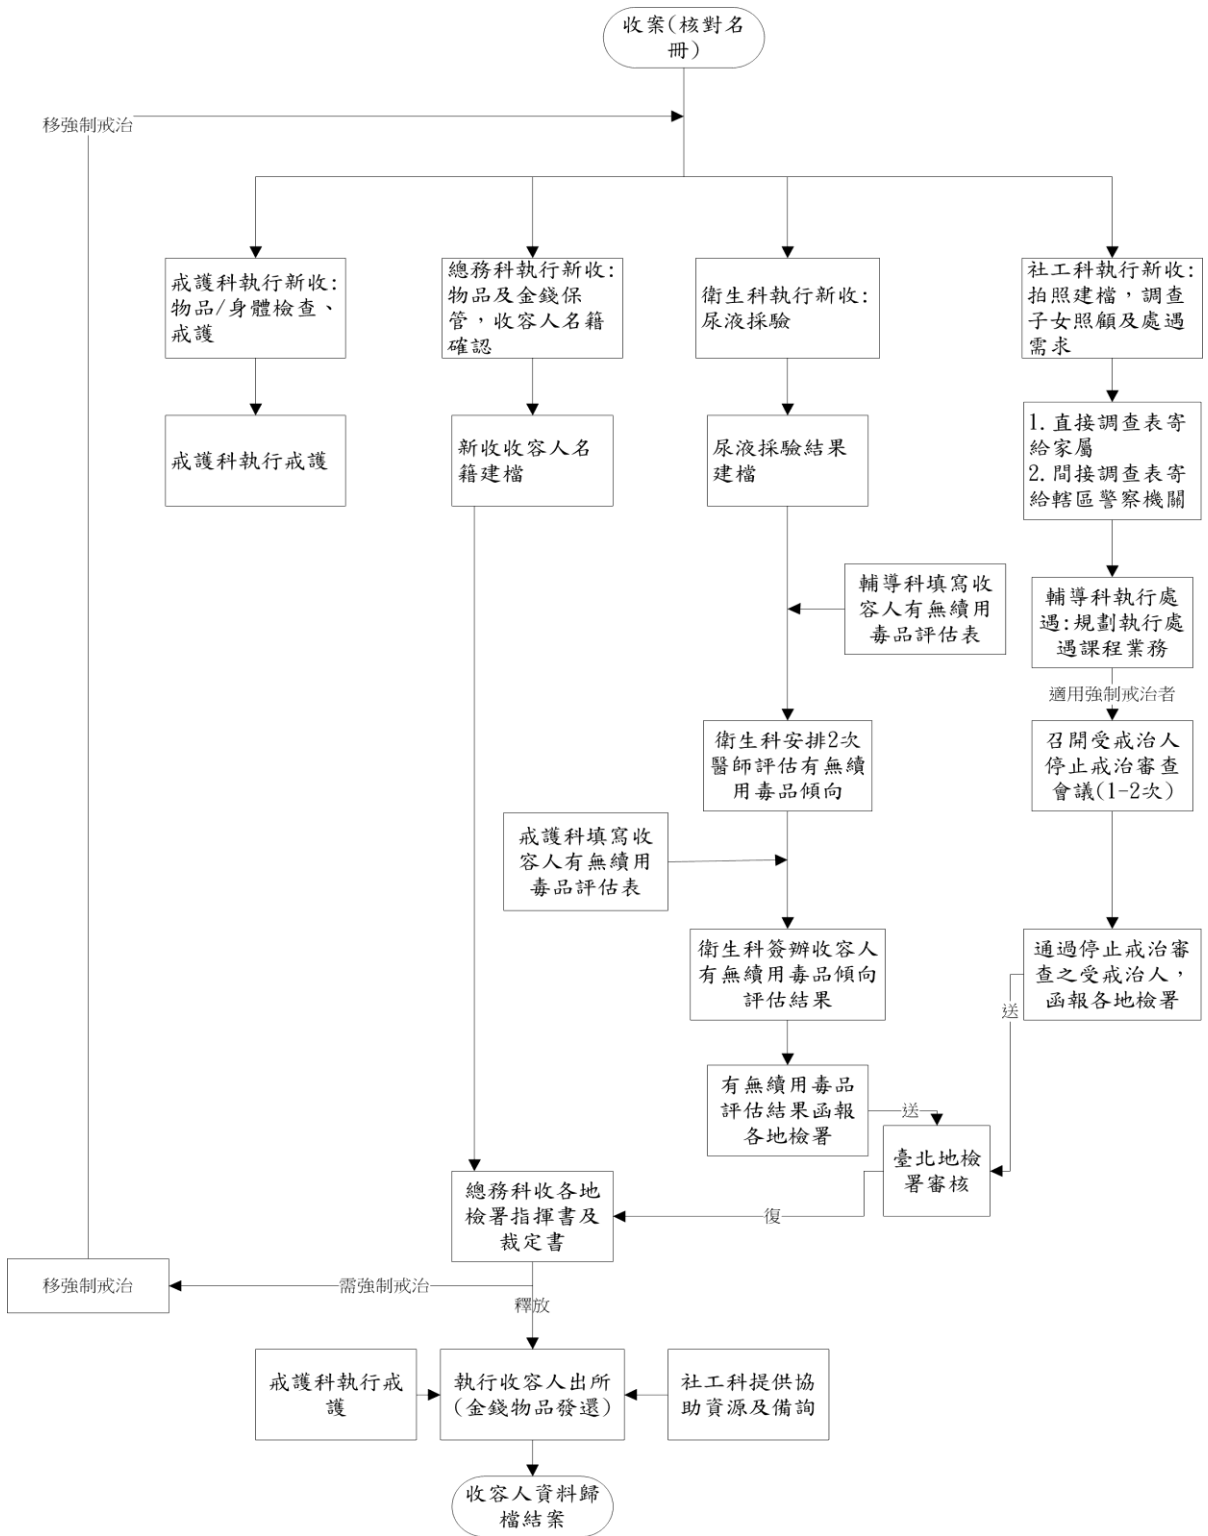 收案(核對名
冊)
移強制戒治
戒護科執行新收:
物品/身體檢查、
戒護
總務科執行新收:
物品及金錢保
管，收容人名籍
確認
衛生科執行新收:
尿液採驗
社工科執行新收:
拍照建檔，調查
子女照顧及處遇
需求
戒護科執行戒護
新收收容人名
籍建檔
尿液採驗結果
建檔
1.直接調查表寄
給家屬
2.間接調查表寄
給轄區警察機關
輔導科填寫收
容人有無續用
毒品評估表
輔導科執行處
遇:規劃執行處
遇課程業務
適用強制戒治者
衛生科安排2次
醫師評估有無續
用毒品傾向
召開受戒治人
停止戒治審查
會議(1-2次)
戒護科填寫收
容人有無續用
毒品評估表
衛生科簽辦收容人
有無續用毒品傾向
評估結果
通過停止戒治審
查之受戒治人，
函報各地檢署
送
有無續用毒品
評估結果函報
各地檢署
送
臺北地檢
署審核
總務科收各地
檢署指揮書及
裁定書
復
移強制戒治
需強制戒治
釋放
戒護科執行戒
護
執行收容人出所
(金錢物品發還)
社工科提供協
助資源及備詢
收容人資料歸
檔結案